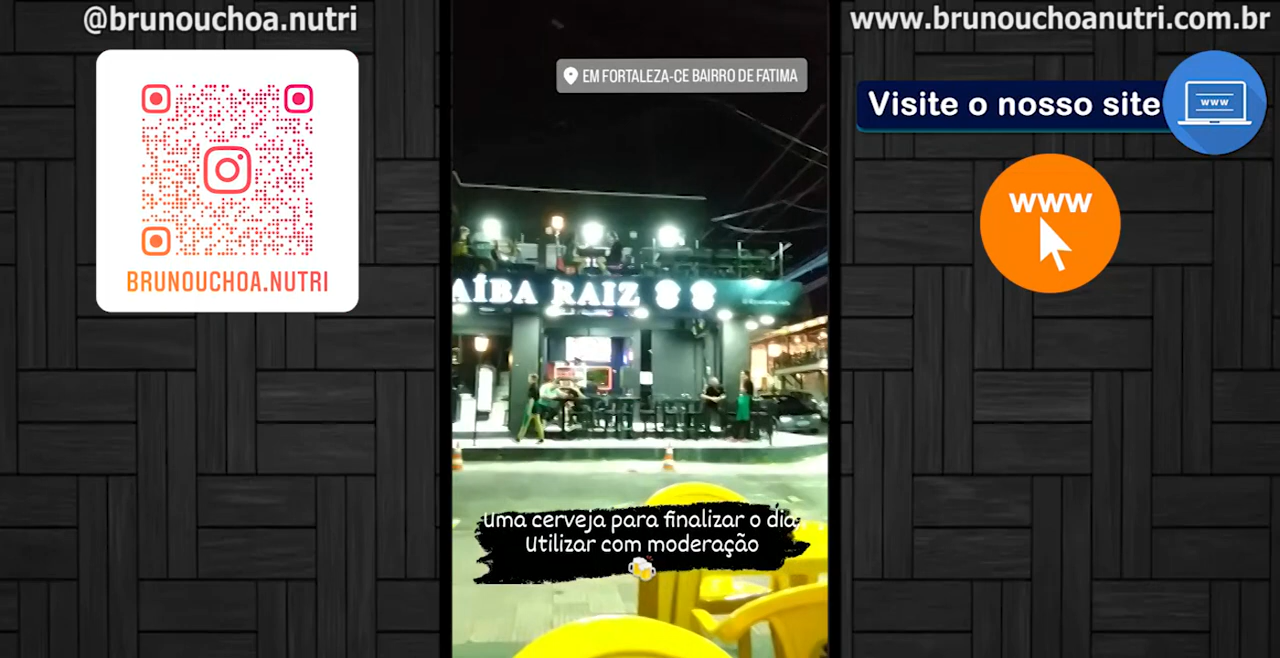 @brunouchoa.nutri
BRUNOUCHOA.NUTRI
EM FORTALEZA-CE BAIRRO DE FATIMA
AÍBA RAIZ
Uma cerveja para finalizar o dia
Utilizar com moderação
www.brunouchoanutri.com.br
Visite o nosso site
www
www